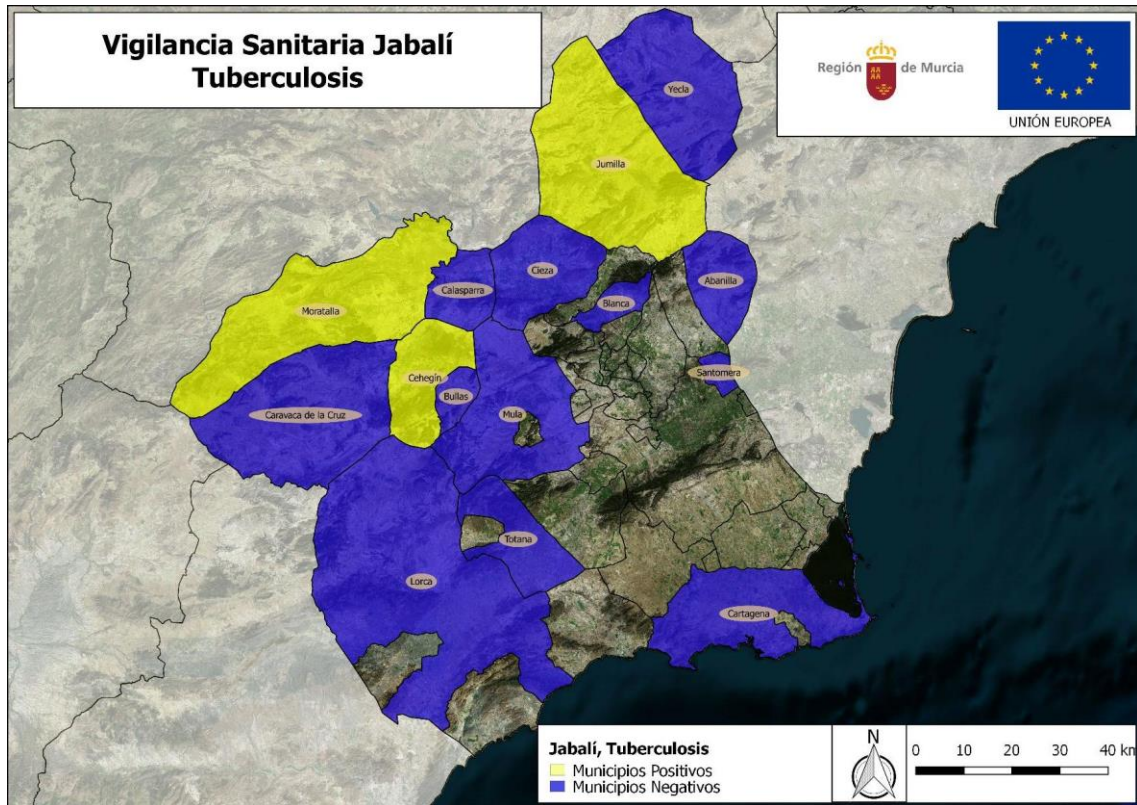 Vigilancia Sanitaria Jabalí
Tuberculosis
Región de Murcia
UNIÓN EUROPEA
Yecla
Jumilla
Cieza
Calasparra
Abanilla
Blanca
Moratalla
Santomera
Cehegín
Bullas
Caravaca de la Cruz
Mula
Totana
Lorca
Cartagena
Jabalí, Tuberculosis
Municipios Positivos
Municipios Negativos
N
0 10 20 30 40 km